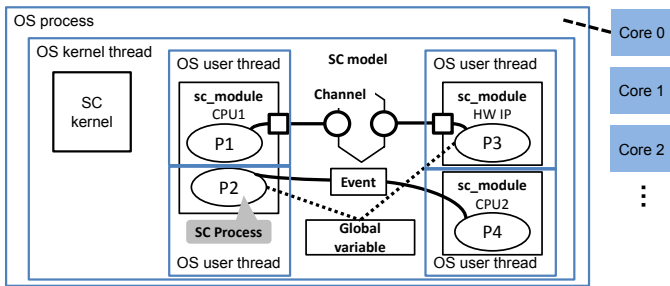 OS process
OS kernel thread
SC
kernel
OS user thread
sc_module
CPU1
P1
P2
SC Process
OS user thread
SC model
Channel
Event
Global
variable
OS user thread
sc_module
HW IP
P3
sc_module
CPU2
P4
OS user thread
Core 0
Core 1
Core 2
⋮